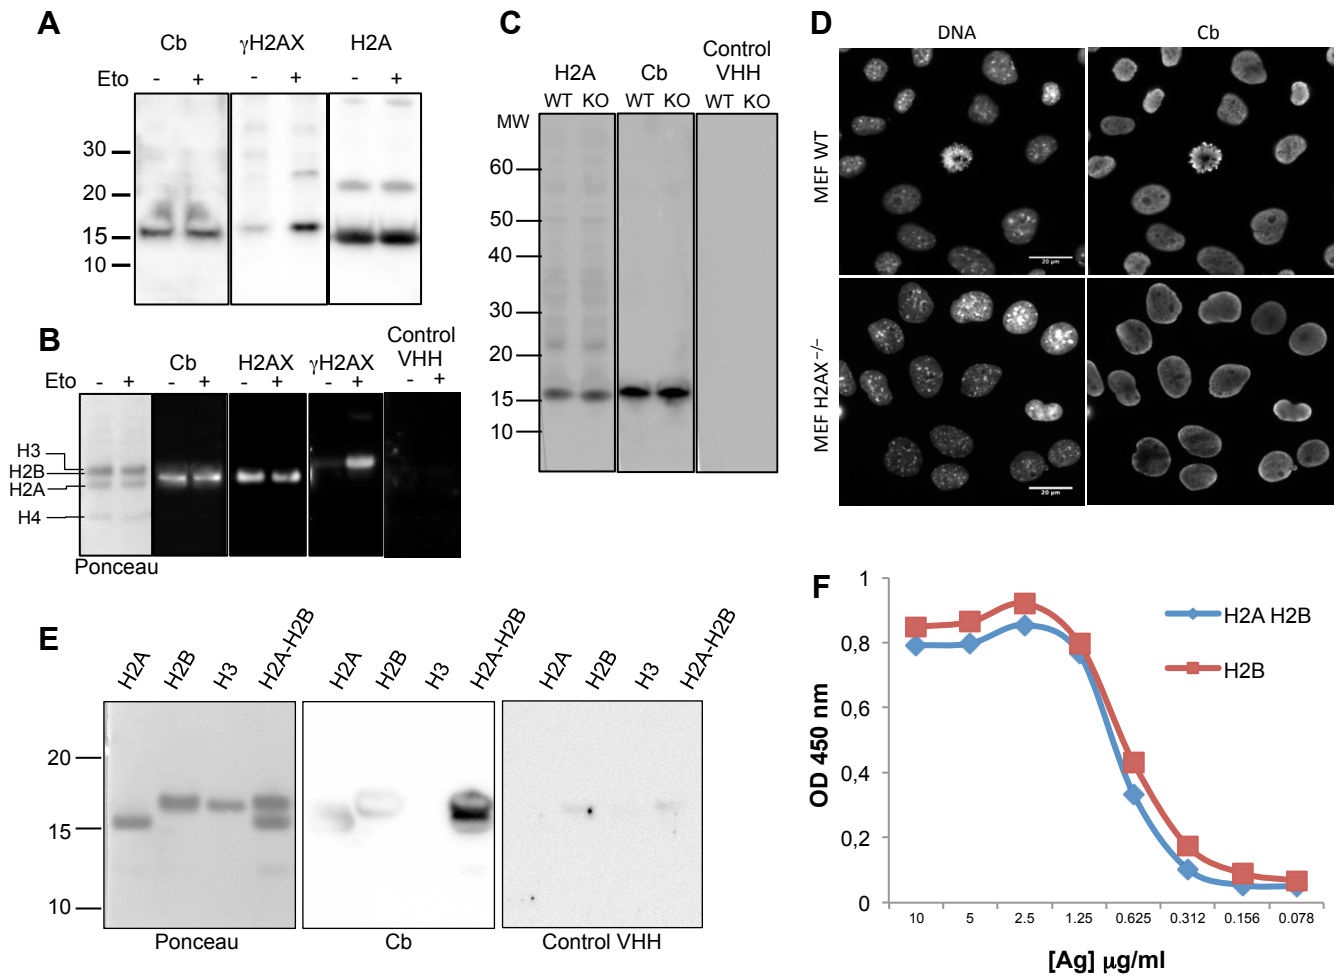 A
Cb γH2AX H2A
Eto - + - + - +
30
20
15
10
B
Control
VHH
Cb H2AX γH2AX
Eto - + - + - + - + - +
H3
H2B
H2A
H4
Ponceau
C
Control
VHH
H2A Cb
WT KO WT KO WT KO
MW
60
50
40
30
20
15
10
D
DNA Cb
MEF WT
20 µm
MEF H2AX−/−
20 µm
E
H2A H2B H3 H2A-H2B
H2A H2B H3 H2A-H2B
H2A H2B H3 H2A-H2B
20
15
10
Ponceau Cb Control VHH
F
1
0,8
0,6
0,4
0,2
0
OD 450 nm
H2A H2B
H2B
10 5 2.5 1.25 0.625 0.312 0.156 0.078
[Ag] µg/ml